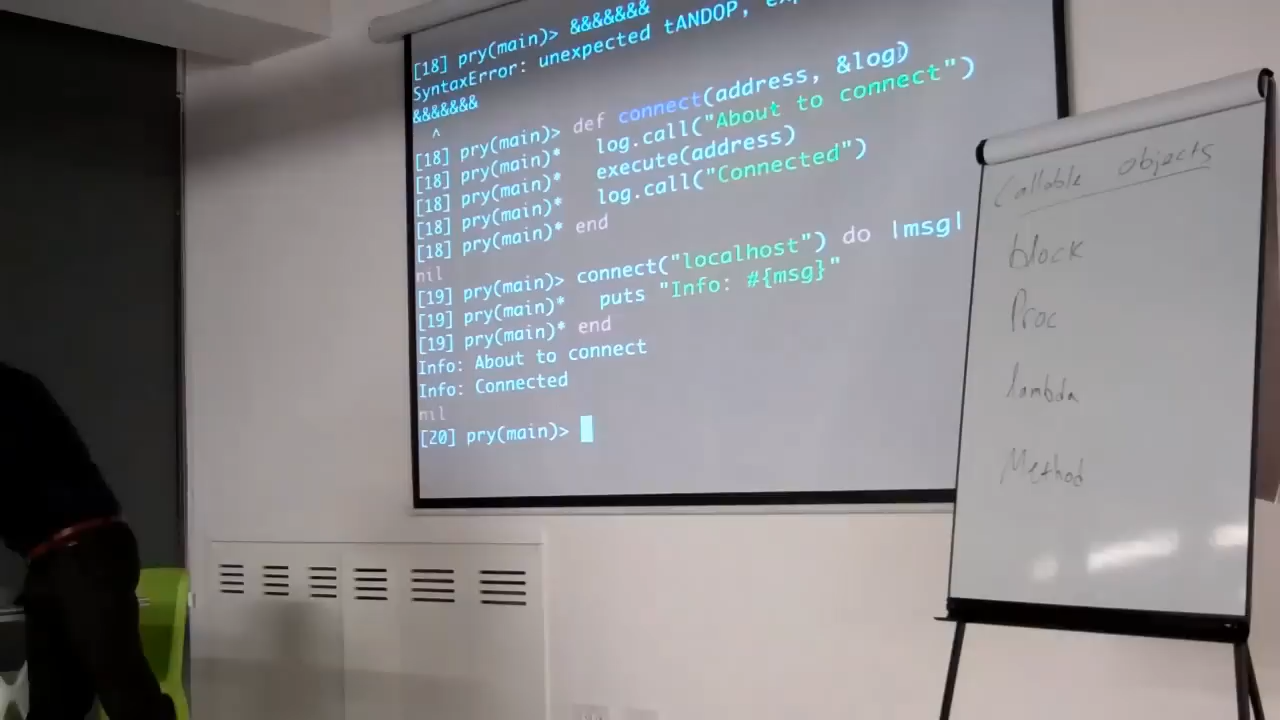 [18] pry(main)> &&&&&&&
SyntaxError: unexpected tANDOP,
&&&&&&&
^
[18] pry(main)> def connect(address, &log)
[18] pry(main)*   log.call("About to connect")
[18] pry(main)*   execute(address)
[18] pry(main)*   log.call("Connected")
[18] pry(main)* end
nil
[19] pry(main)> connect("localhost") do |msg|
[19] pry(main)*   puts "Info: #{msg}"
[19] pry(main)* end
Info: About to connect
Info: Connected
nil
[20] pry(main)>
Callable Objects
block
Proc
lambda
Method